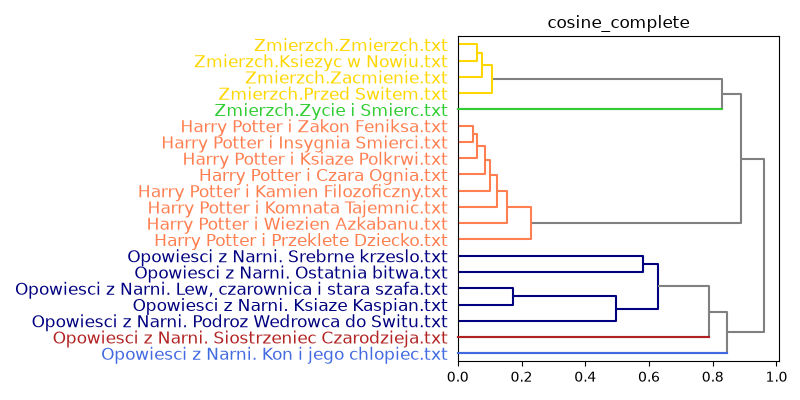 cosine_complete
Zmierzch.Zmierzch.txt
Zmierzch.Ksiezyc w Nowiu.txt
Zmierzch.Zacmienie.txt
Zmierzch.Przed Switem.txt
Zmierzch.Zycie i Smierc.txt
Harry Potter i Zakon Feniksa.txt
Harry Potter i Insygnia Smierci.txt
Harry Potter i Ksiaze Polkrwi.txt
Harry Potter i Czara Ognia.txt
Harry Potter i Kamien Filozoficzny.txt
Harry Potter i Komnata Tajemnic.txt
Harry Potter i Wiezien Azkabanu.txt
Harry Potter i Przeklete Dziecko.txt
Opowiesci z Narni. Srebrne krzeslo.txt
Opowiesci z Narni. Ostatnia bitwa.txt
Opowiesci z Narni. Lew, czarownica i stara szafa.txt
Opowiesci z Narni. Ksiaze Kaspian.txt
Opowiesci z Narni. Podroz Wedrowca do Switu.txt
Opowiesci z Narni. Siostrzeniec Czarodzieja.txt
Opowiesci z Narni. Kon i jego chlopiec.txt
0.0 0.2 0.4 0.6 0.8 1.0